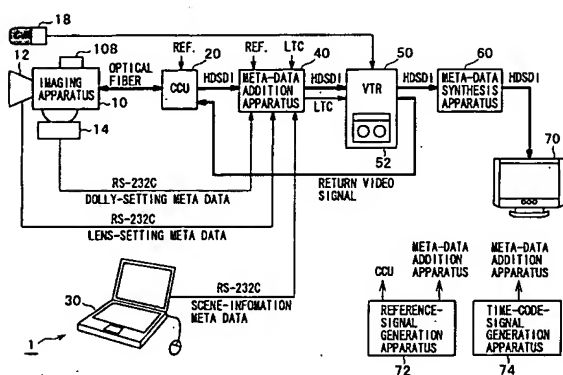 18
108
12
REF.
20
REF.
LTC
40
50
60
IMAGING
APPARATUS
OPTICAL
FIBER
CCU
HDSDI
META-DATA
ADDITION
APPARATUS
HDSDI
LTC
VTR
HDSDI
META-DATA
SYNTHESIS
APPARATUS
HDSDI
10
14
52
70
RETURN VIDEO
SIGNAL
RS-232C
DOLLY-SETTING META DATA
RS-232C
LENS-SETTING META DATA
RS-232C
SCENE-INFOMATION
META DATA
30
1
CCU
META-DATA
ADDITION
APPARATUS
META-DATA
ADDITION
APPARATUS
REFERENCE-
SIGNAL
GENERATION
APPARATUS
TIME-CODE-
SIGNAL
GENERATION
APPARATUS
72
74